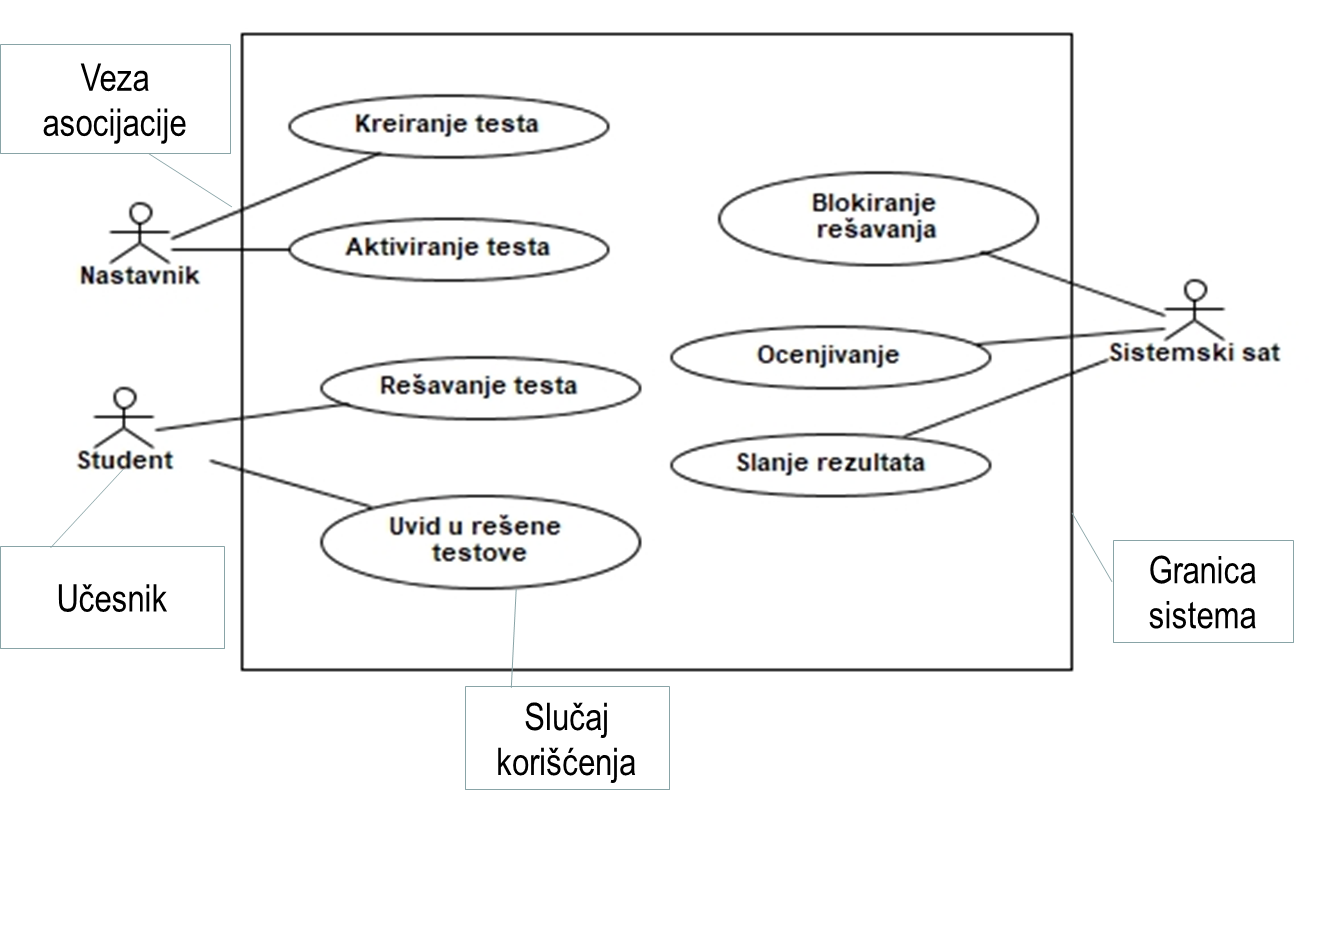 Veza
asocijacije
Kreiranje testa
Blokiranje
rešavanja
Aktiviranje testa
Nastavnik
Ocenjivanje
Sistemski sat
Rešavanje testa
Student
Slanje rezultata
Uvid u rešene
testove
Učesnik
Granica
sistema
Slučaj
korišćenja